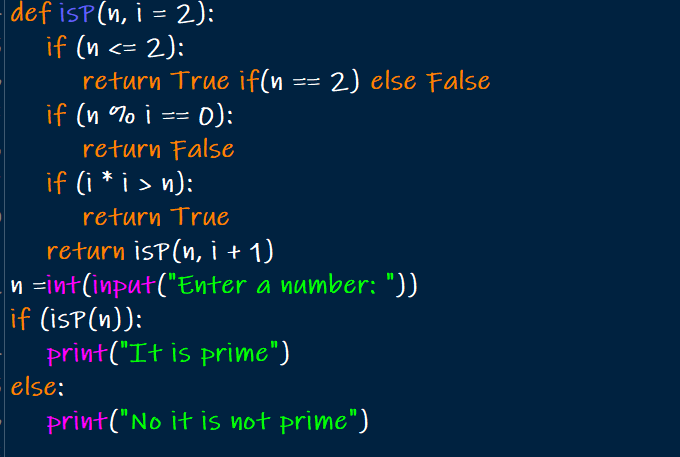 def isP(n, i = 2):
    if (n <= 2):
        return True if(n == 2) else False
    if (n % i == 0):
        return False
    if (i * i > n):
        return True
    return isP(n, i + 1)
n =int(input("Enter a number: "))
if (isP(n)):
    print("It is prime")
else:
    print("No it is not prime")